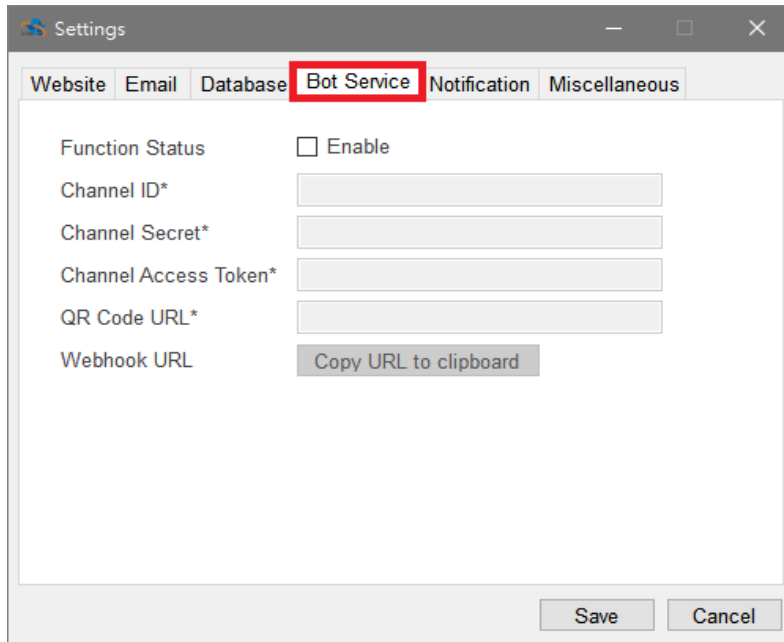 Settings
Website Email Database Bot Service Notification Miscellaneous
Function Status Enable
Channel ID*
Channel Secret*
Channel Access Token*
QR Code URL*
Webhook URL Copy URL to clipboard
Save Cancel